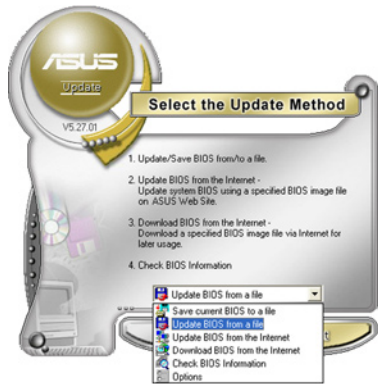 ASUS
Update
V5.27.01
Select the Update Method
1. Update/Save BIOS from/to a file.
2. Update BIOS from the Internet -
Update system BIOS using a specified BIOS image file
on ASUS Web Site.
3. Download BIOS from the Internet -
Download a specified BIOS image file via Internet for
later usage.
4. Check BIOS Information
Update BIOS from a file
Save current BIOS to a file
Update BIOS from a file
Update BIOS from the Internet
Download BIOS from the Internet
Check BIOS Information
Options